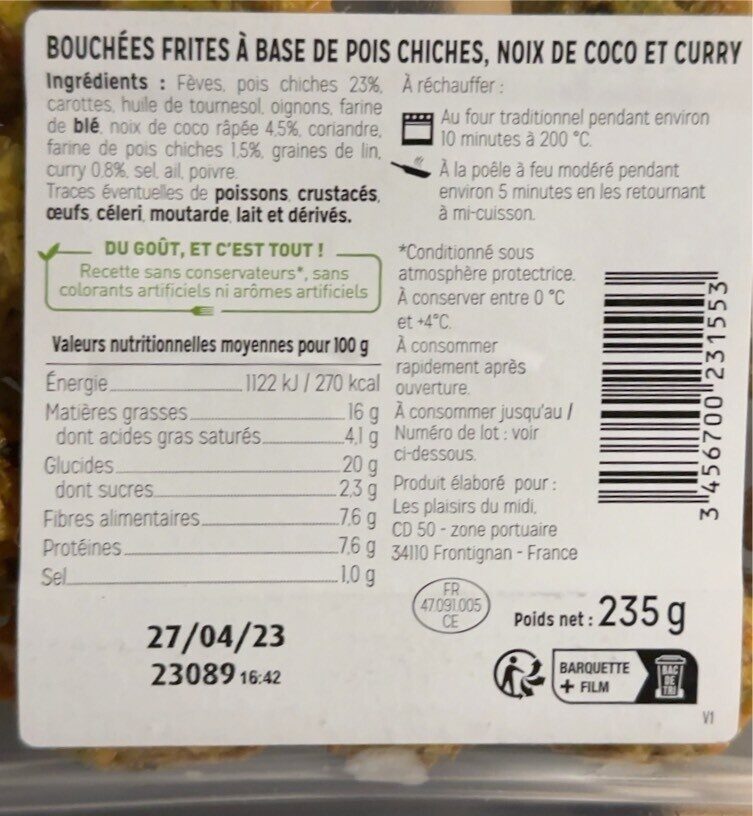 BOUCHÉES FRITES À BASE DE POIS CHICHES, NOIX DE COCO ET CURRY
Ingrédients : Fèves, pois chiches 23%,
carottes, huile de tournesol, oignons, farine
de blé, noix de coco râpée 4,5%, coriandre,
farine de pois chiches 1,5%, graines de lin,
curry 0,8%, sel, ail, poivre.
Traces éventuelles de poissons, crustacés,
œufs, céleri, moutarde, lait et dérivés.
DU GOÛT, ET C'EST TOUT !
Recette sans conservateurs*, sans
colorants artificiels ni arômes artificiels
Valeurs nutritionnelles moyennes pour 100 g
Énergie 1122 kJ / 270 kcal
Matières grasses 16 g
dont acides gras saturés 4,1 g
Glucides 20 g
dont sucres 2,3 g
Fibres alimentaires 7,6 g
Protéines 7,6 g
Sel 1,0 g
27/04/23
23089 16:42
À réchauffer :
Au four traditionnel pendant environ
10 minutes à 200 °C.
À la poêle à feu modéré pendant
environ 5 minutes en les retournant
à mi-cuisson.
*Conditionné sous
atmosphère protectrice.
À conserver entre 0 °C
et +4°C.
À consommer
rapidement après
ouverture.
À consommer jusqu'au /
Numéro de lot : voir
ci-dessous.
Produit élaboré pour :
Les plaisirs du midi,
CD 50 - zone portuaire
34110 Frontignan - France
3 456700 231553
FR
47.091.005
CE
Poids net : 235 g
BARQUETTE
+ FILM
BAC
DE
TRI
V1